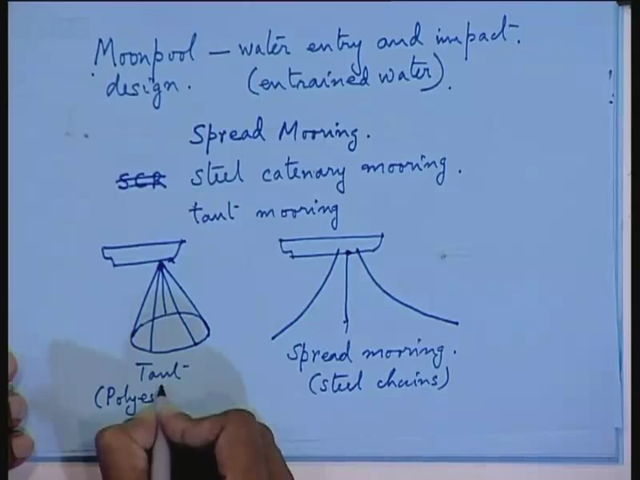 Moonpool — water entry and impact.
design. (entrained water).
Spread Mooring.
SCR steel catenary mooring.
taut mooring
Taut
(Polyes
Spread mooring.
(steel chains)